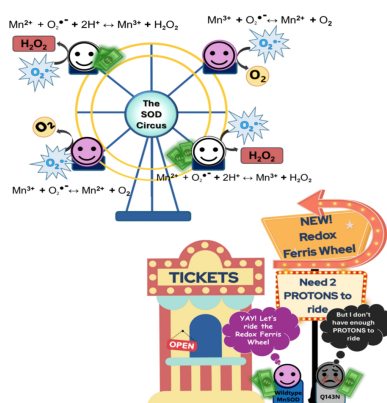 Mn²⁺ + O₂•⁻ + 2H⁺ ↔ Mn³⁺ + H₂O₂
Mn³⁺ + O₂•⁻ ↔ Mn²⁺ + O₂
H₂O₂
O₂•⁻
O₂•⁻
O₂
The
SOD
Circus
O₂
O₂•⁻
O₂•⁻
H₂O₂
Mn³⁺ + O₂•⁻ ↔ Mn²⁺ + O₂
Mn²⁺ + O₂•⁻ + 2H⁺ ↔ Mn³⁺ + H₂O₂
NEW!
Redox
Ferris Wheel
TICKETS
Need 2
PROTONS to
ride
YAY! Let's
ride the
Redox Ferris
Wheel
But I don't
have enough
PROTONS to
ride
OPEN
Wildtype
MnSOD
Q143N